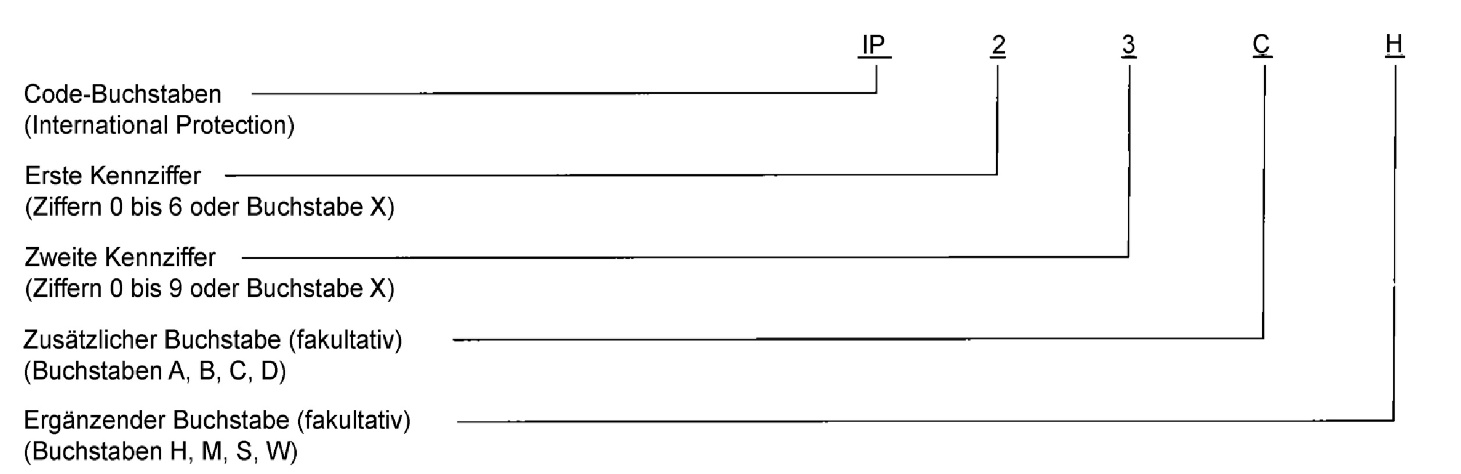 IP 2 3 C H
Code-Buchstaben
(International Protection)
Erste Kennziffer
(Ziffern 0 bis 6 oder Buchstabe X)
Zweite Kennziffer
(Ziffern 0 bis 9 oder Buchstabe X)
Zusätzlicher Buchstabe (fakultativ)
(Buchstaben A, B, C, D)
Ergänzender Buchstabe (fakultativ)
(Buchstaben H, M, S, W)